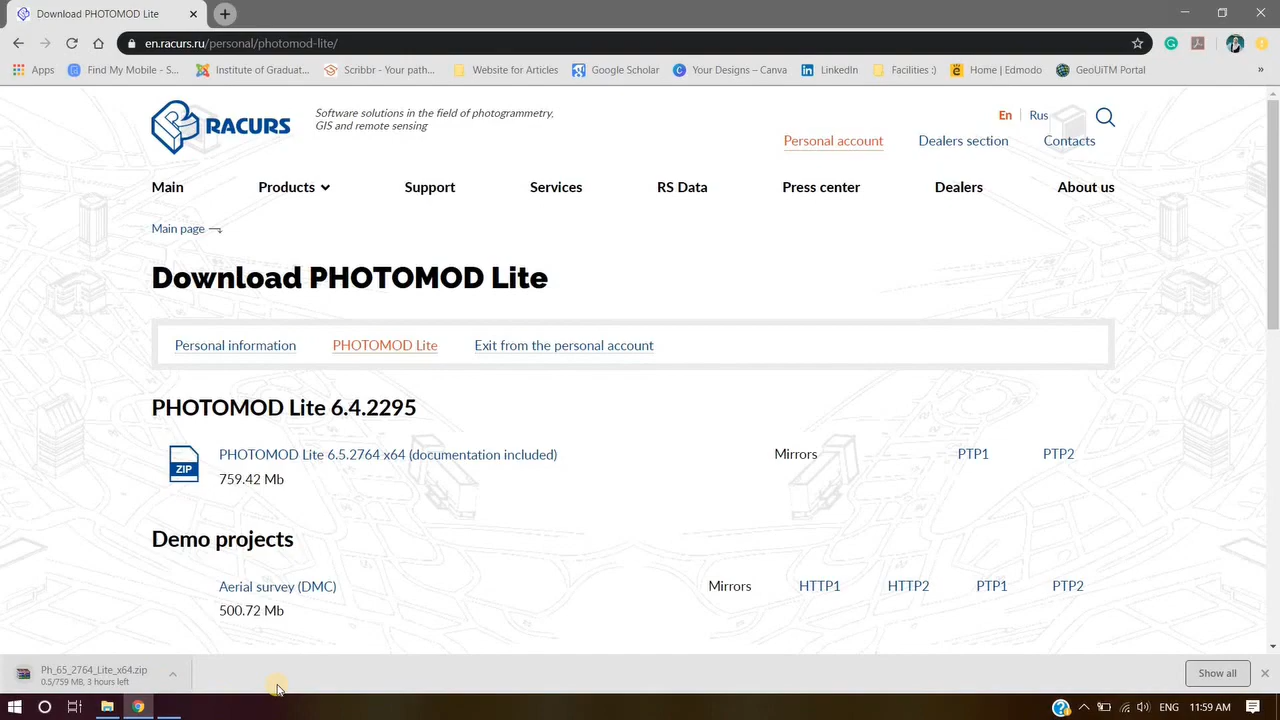 Download PHOTOMOD Lite
en.racurs.ru/personal/photomod-lite/
Apps
Find My Mobile - S...
Institute of Graduat...
Scribbr - Your path...
Website for Articles
Google Scholar
Your Designes – Canva
LinkedIn
Facilities :)
Home | Edmodo
GeoUiTM Portal
»
RACURS
Software solutions in the field of photogrammetry,
GIS and remote sensing
En | Rus
Personal account
Dealers section
Contacts
Main
Products
Support
Services
RS Data
Press center
Dealers
About us
Main page
Download PHOTOMOD Lite
Personal information
PHOTOMOD Lite
Exit from the personal account
PHOTOMOD Lite 6.4.2295
ZIP
PHOTOMOD Lite 6.5.2764 x64 (documentation included)
759.42 Mb
Mirrors
PTP1
PTP2
Demo projects
Aerial survey (DMC)
500.72 Mb
Mirrors
HTTP1
HTTP2
PTP1
PTP2
Ph_65_2764_Lite_x64.zip
0.5/759 MB, 3 hours left
Show all
ENG
11:59 AM